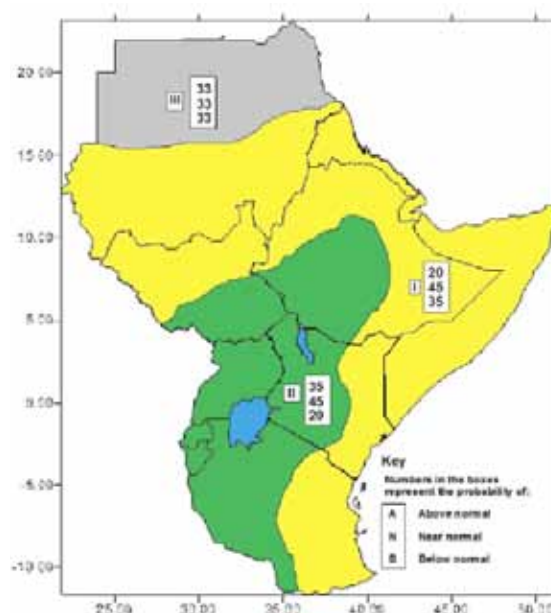 20.00
III
33
33
33
15.00
10.00
I
20
45
35
5.00
II
35
45
20
0.00
Key
Numbers in the boxes
represent the probability of:
-5.00
A Above normal
N Near normal
B Below normal
-10.00
25.00 30.00 35.00 40.00 45.00 50.00